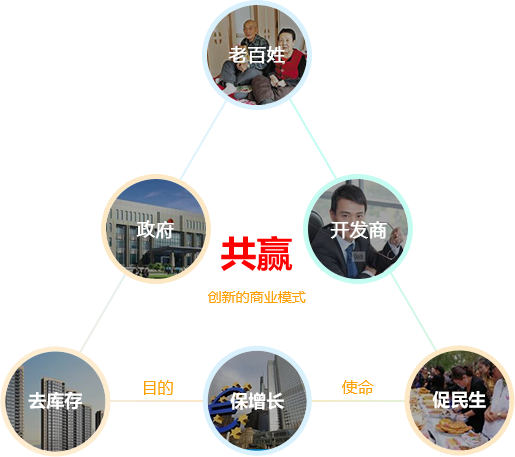 老百姓
政府
开发商
共赢
创新的商业模式
去库存
目的
保增长
使命
促民生